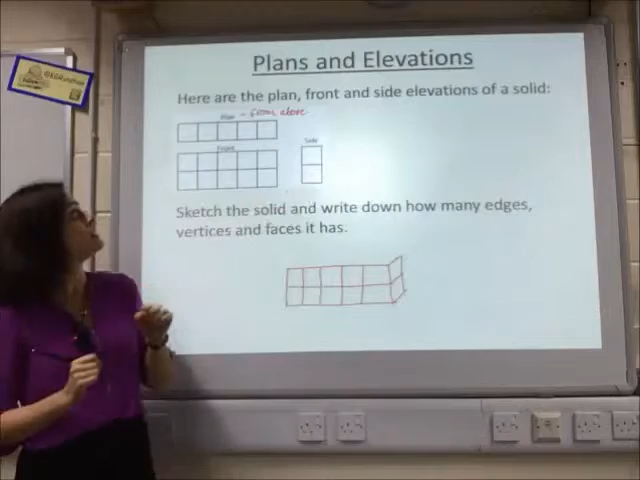 Plans and Elevations
Here are the plan, front and side elevations of a solid:
Plan - from above
Front
Side
Sketch the solid and write down how many edges,
vertices and faces it has.